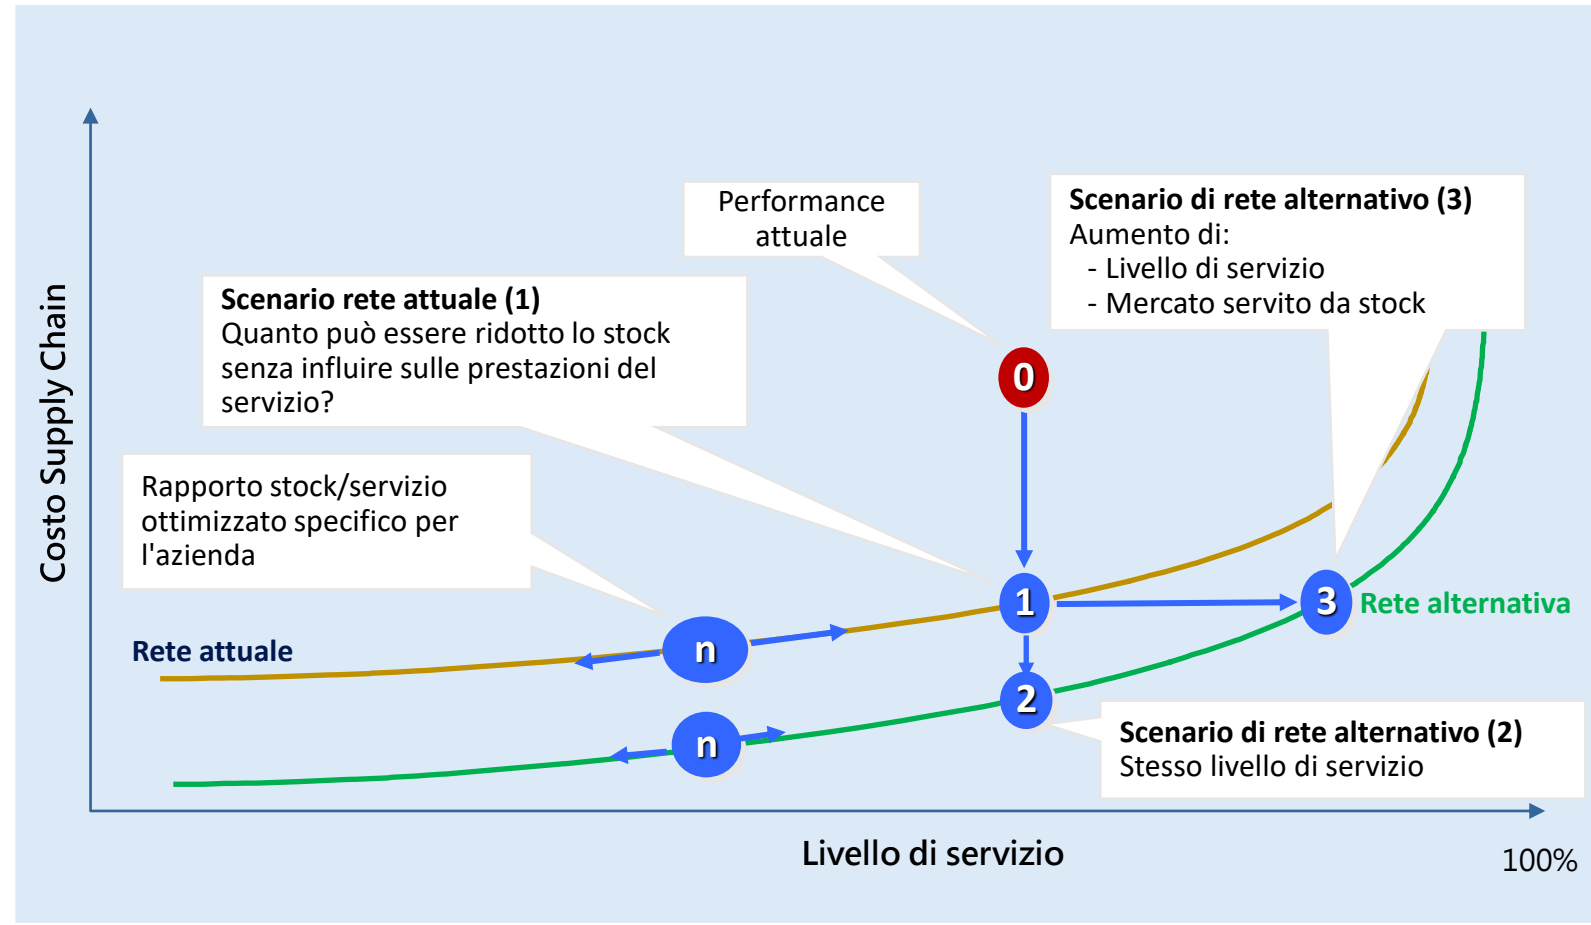 Performance
attuale
Scenario di rete alternativo (3)
Aumento di:
- Livello di servizio
- Mercato servito da stock
Scenario rete attuale (1)
Quanto può essere ridotto lo stock
senza influire sulle prestazioni del
servizio?
0
Rapporto stock/servizio
ottimizzato specifico per
l'azienda
Costo Supply Chain
1
3
Rete alternativa
Rete attuale
n
2
n
Scenario di rete alternativo (2)
Stesso livello di servizio
Livello di servizio
100%